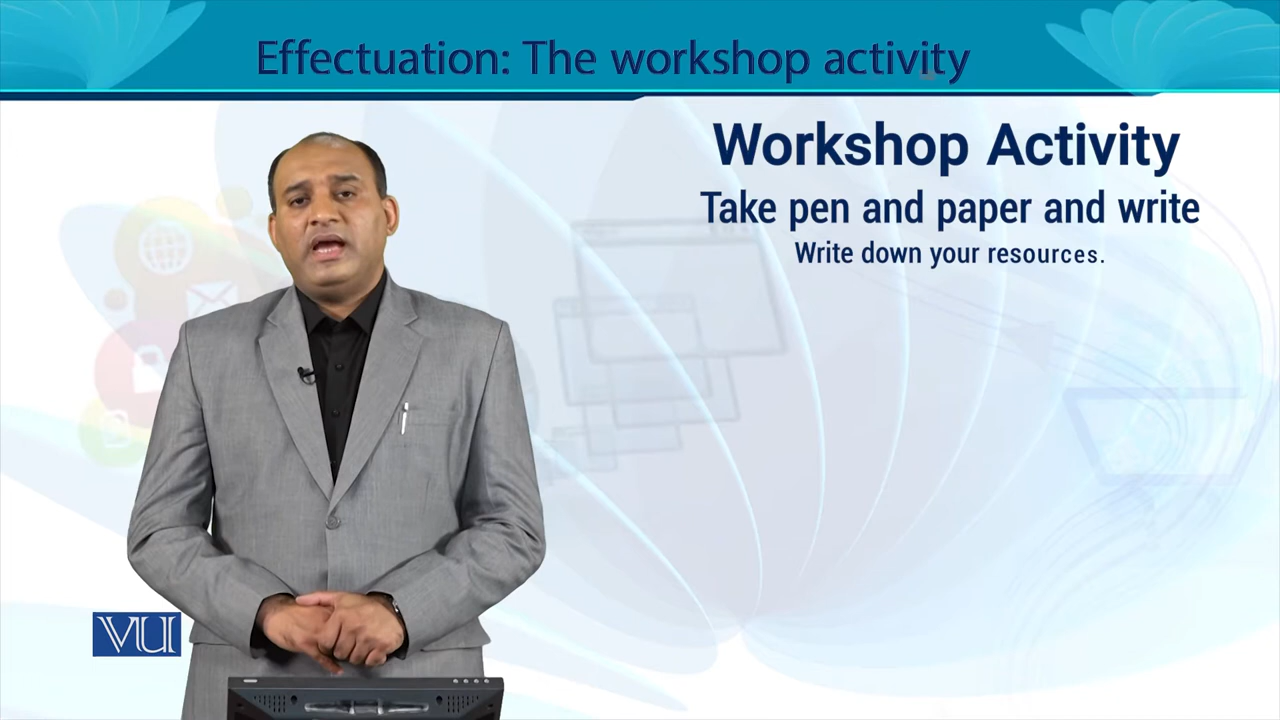 Effectuation: The workshop activity
Workshop Activity
Take pen and paper and write
Write down your resources.
VU